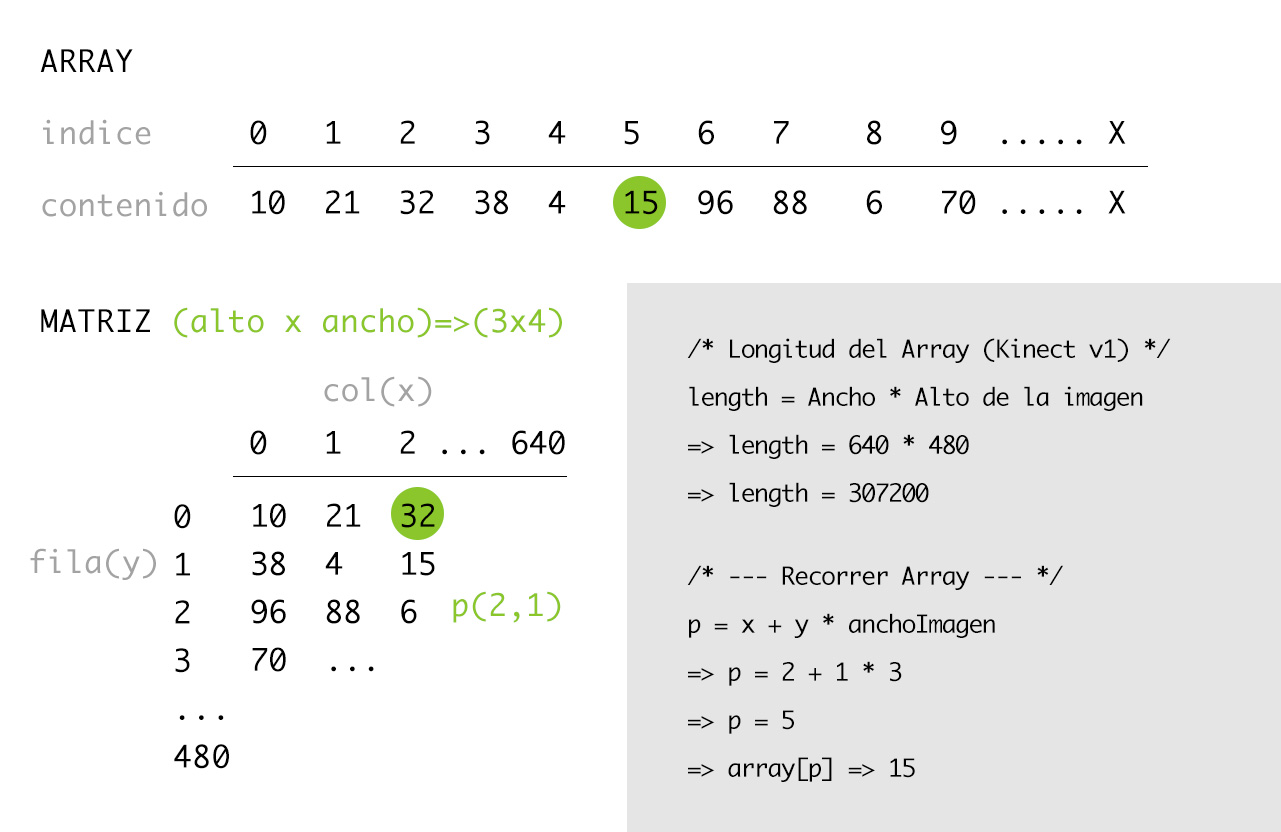 ARRAY
indice 0 1 2 3 4 5 6 7 8 9 ..... X
contenido 10 21 32 38 4 15 96 88 6 70 ..... X
MATRIZ (alto x ancho)=>(3x4)
col(x)
0 1 2 ... 640
0 10 21 32
fila(y) 1 38 4 15
2 96 88 6 p(2,1)
3 70 ...
...
480
/* Longitud del Array (Kinect v1) */
length = Ancho * Alto de la imagen
=> length = 640 * 480
=> length = 307200
/* --- Recorrer Array --- */
p = x + y * anchoImagen
=> p = 2 + 1 * 3
=> p = 5
=> array[p] => 15